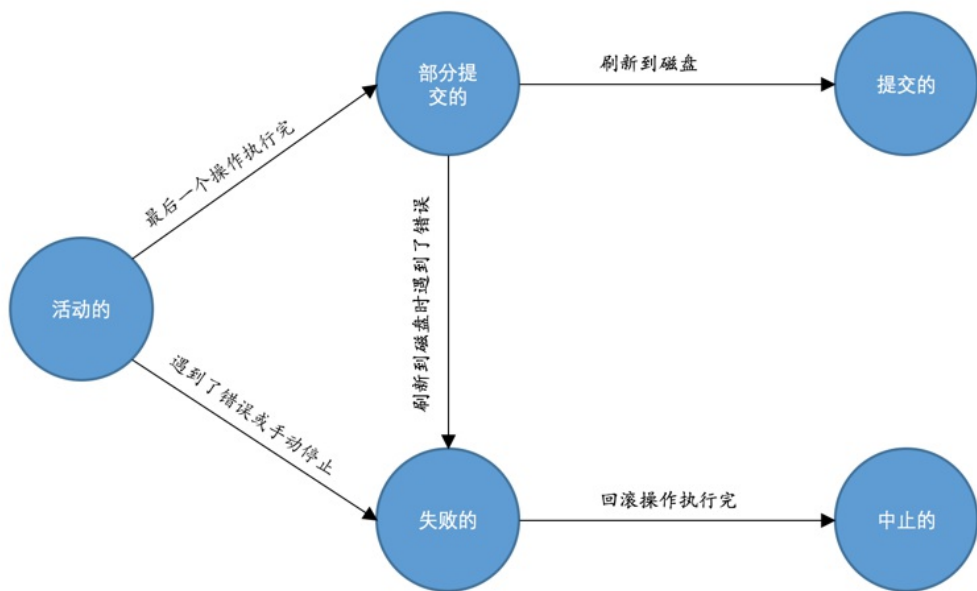 部分提
交的
刷新到磁盘
提交的
最后一个操作执行完
活动的
刷新到磁盘时遇到了错误
遇到了错误或手动停止
失败的
回滚操作执行完
中止的